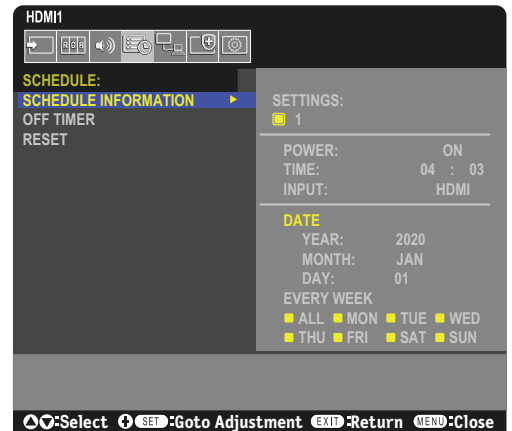 HDMI1
RGB
SCHEDULE:
SCHEDULE INFORMATION
OFF TIMER
RESET
SETTINGS:
1
POWER: ON
TIME: 04 : 03
INPUT: HDMI
DATE
YEAR: 2020
MONTH: JAN
DAY: 01
EVERY WEEK
ALL MON TUE WED
THU FRI SAT SUN
:Select SET :Goto Adjustment EXIT :Return MENU :Close